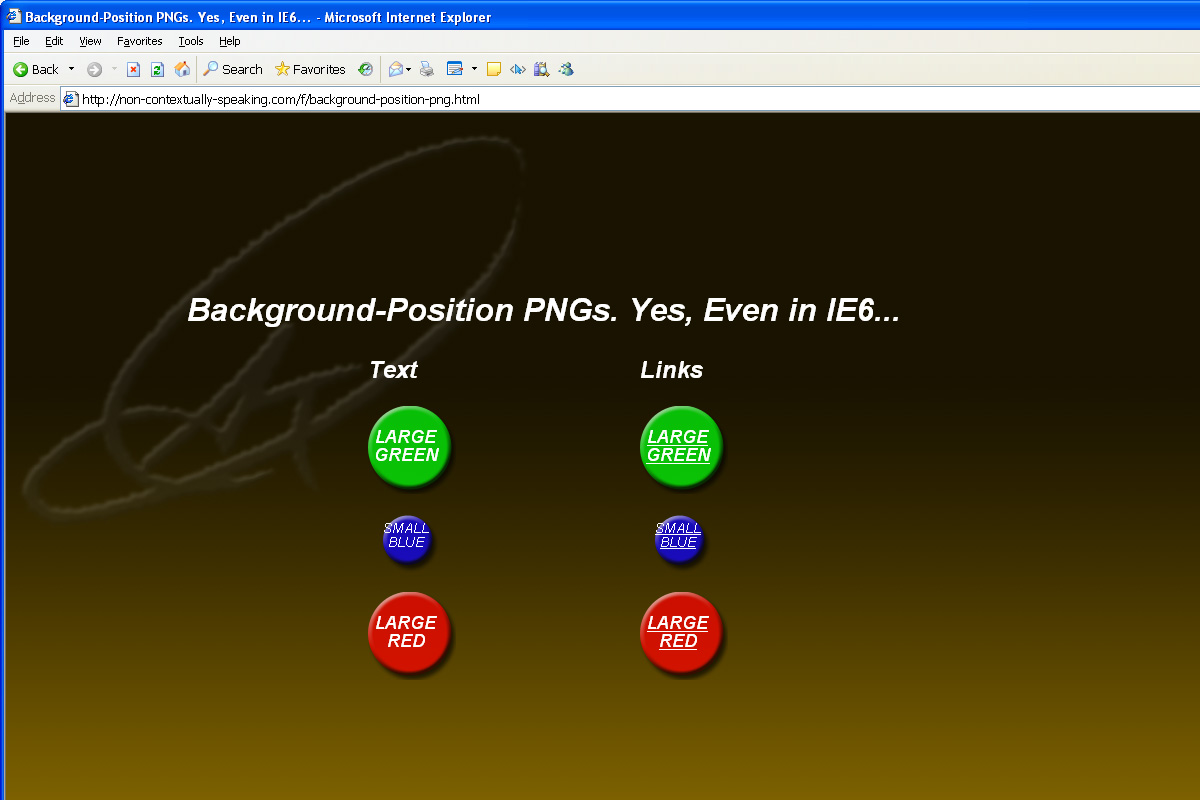 Background-Position PNGs. Yes, Even in IE6... - Microsoft Internet Explorer
File Edit View Favorites Tools Help
Back Search Favorites
Address http://non-contextually-speaking.com/f/background-position-png.html
Background-Position PNGs. Yes, Even in IE6...
Text Links
LARGE
GREEN
LARGE
GREEN
SMALL
BLUE
SMALL
BLUE
LARGE
RED
LARGE
RED